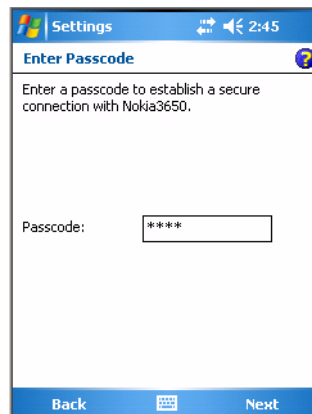 Settings 2:45
Enter Passcode ?
Enter a passcode to establish a secure
connection with Nokia3650.
Passcode: ****
Back Next